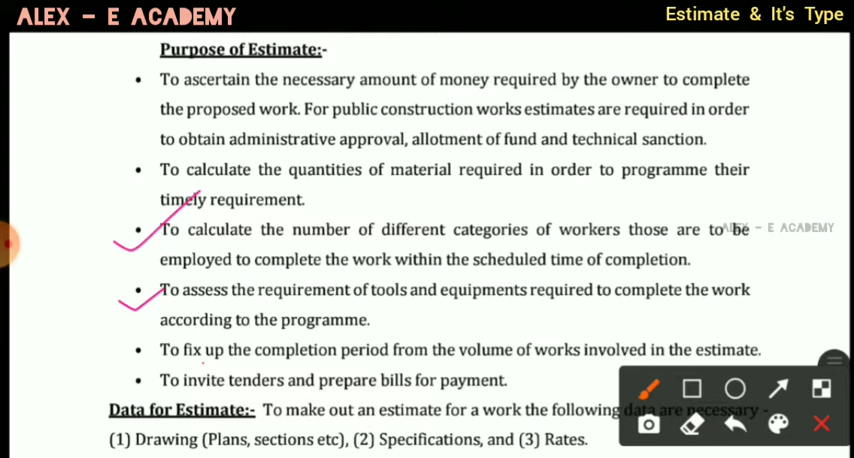 ALEX – E ACADEMY
Estimate & It's Type
Purpose of Estimate:-
• To ascertain the necessary amount of money required by the owner to complete
the proposed work. For public construction works estimates are required in order
to obtain administrative approval, allotment of fund and technical sanction.
• To calculate the quantities of material required in order to programme their
timely requirement.
• To calculate the number of different categories of workers those are to be
ALEX – E ACADEMY
employed to complete the work within the scheduled time of completion.
• To assess the requirement of tools and equipments required to complete the work
according to the programme.
• To fix up the completion period from the volume of works involved in the estimate.
• To invite tenders and prepare bills for payment.
Data for Estimate:- To make out an estimate for a work the following data are necessary -
(1) Drawing (Plans, sections etc), (2) Specifications, and (3) Rates.